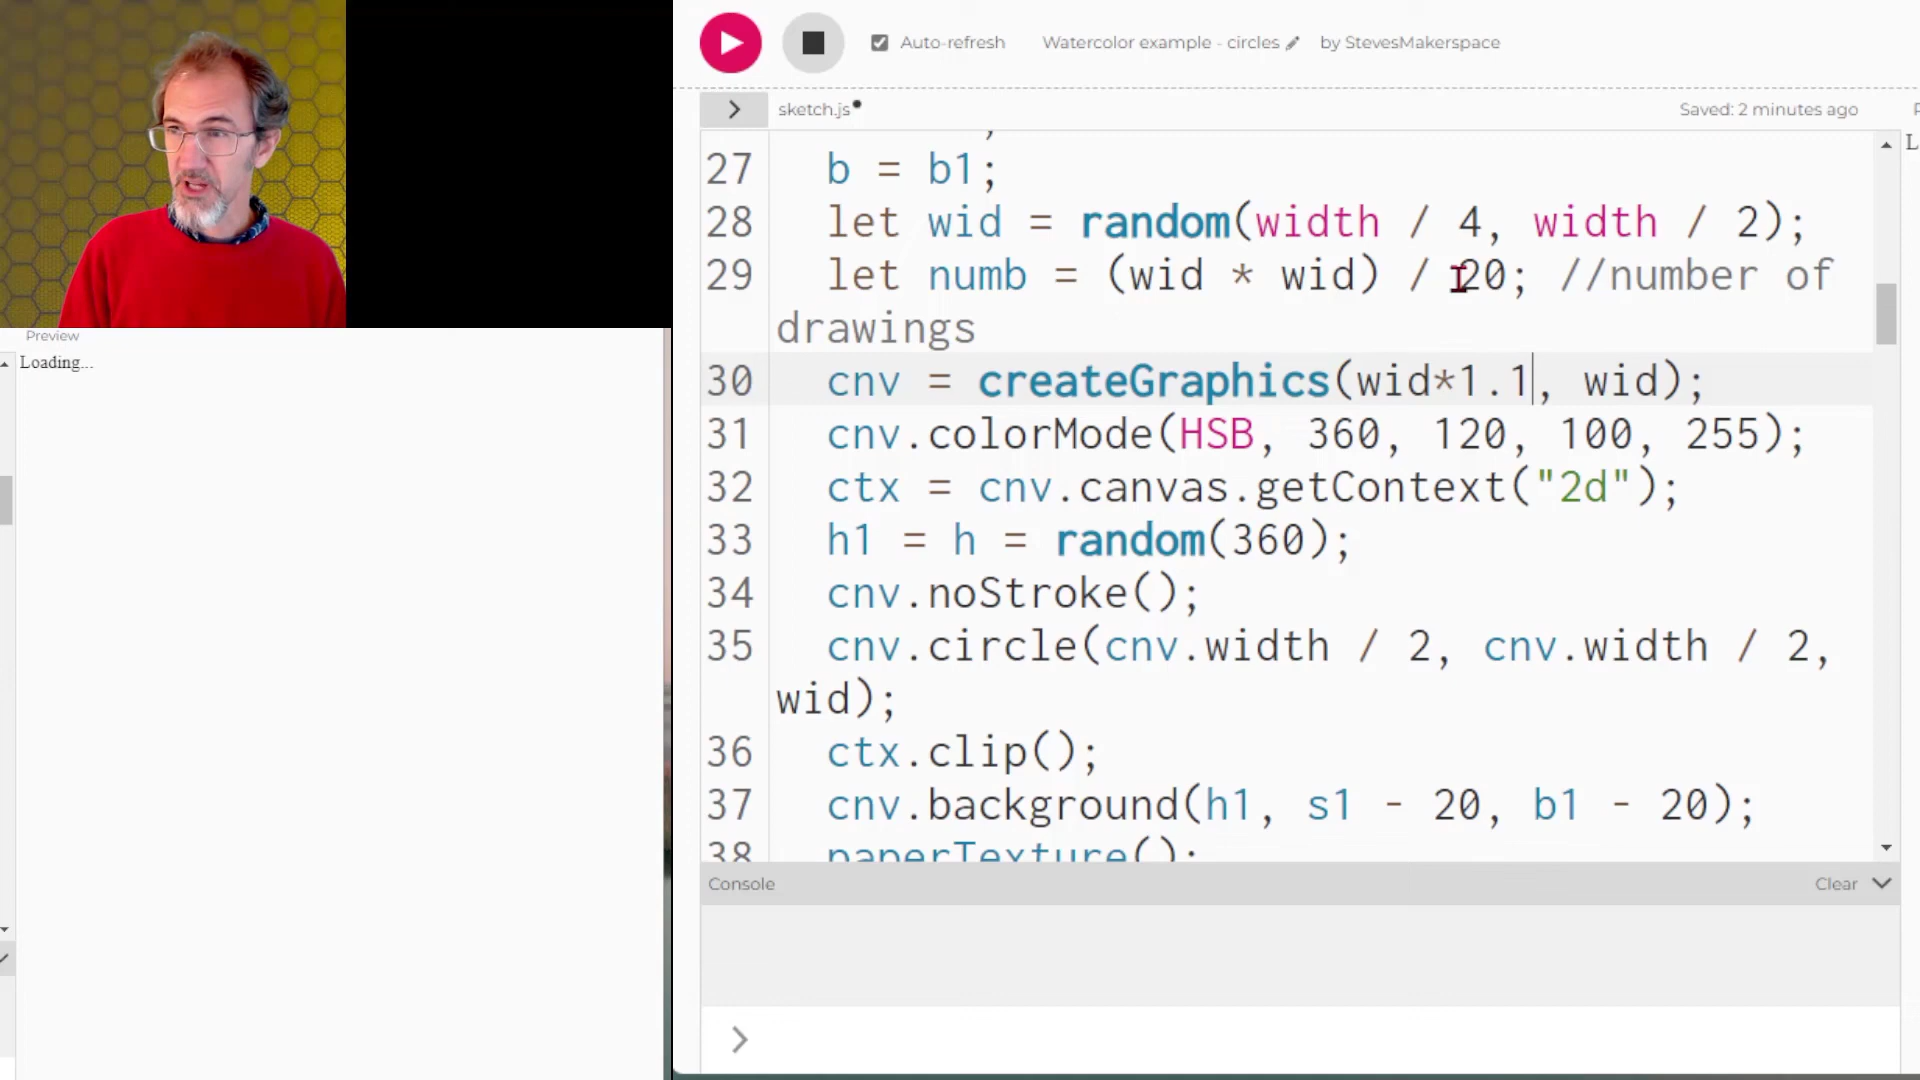 Auto-refresh Watercolor example - circles by StevesMakerspace
sketch.js• Saved: 2 minutes ago
27 b = b1;
28 let wid = random(width / 4, width / 2);
29 let numb = (wid * wid) / 20; //number of
drawings
30 cnv = createGraphics(wid*1.1, wid);
31 cnv.colorMode(HSB, 360, 120, 100, 255);
32 ctx = cnv.canvas.getContext("2d");
33 h1 = h = random(360);
34 cnv.noStroke();
35 cnv.circle(cnv.width / 2, cnv.width / 2,
wid);
36 ctx.clip();
37 cnv.background(h1, s1 - 20, b1 - 20);
38 paperTexture();
Console Clear
>
Preview
Loading...